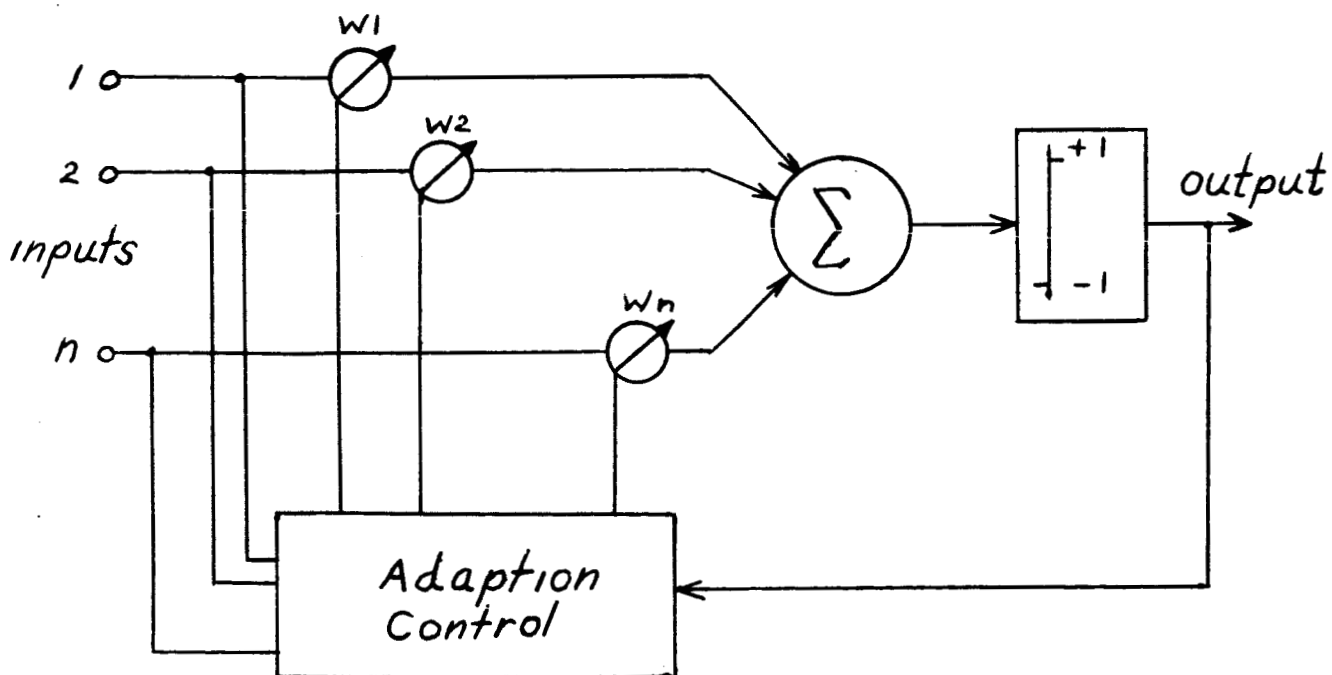 W1
1
W2
2
inputs
Wn
n
Σ
+1
-1
output
Adaption
Control